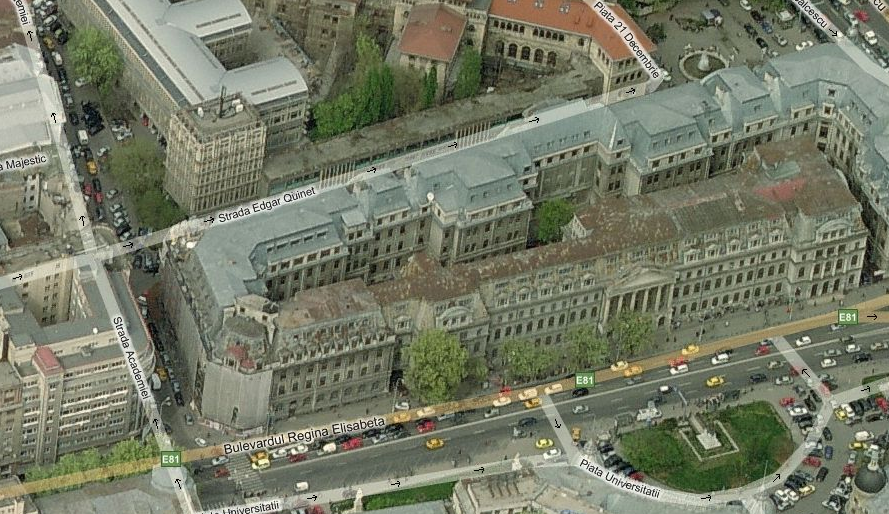 Piata 21 Decembrie
Majestic
Strada Edgar Quinet
Strada Academiei
E81
E81
Bulevardul Regina Elisabeta
E81
Piata Universitatii
Universitatii